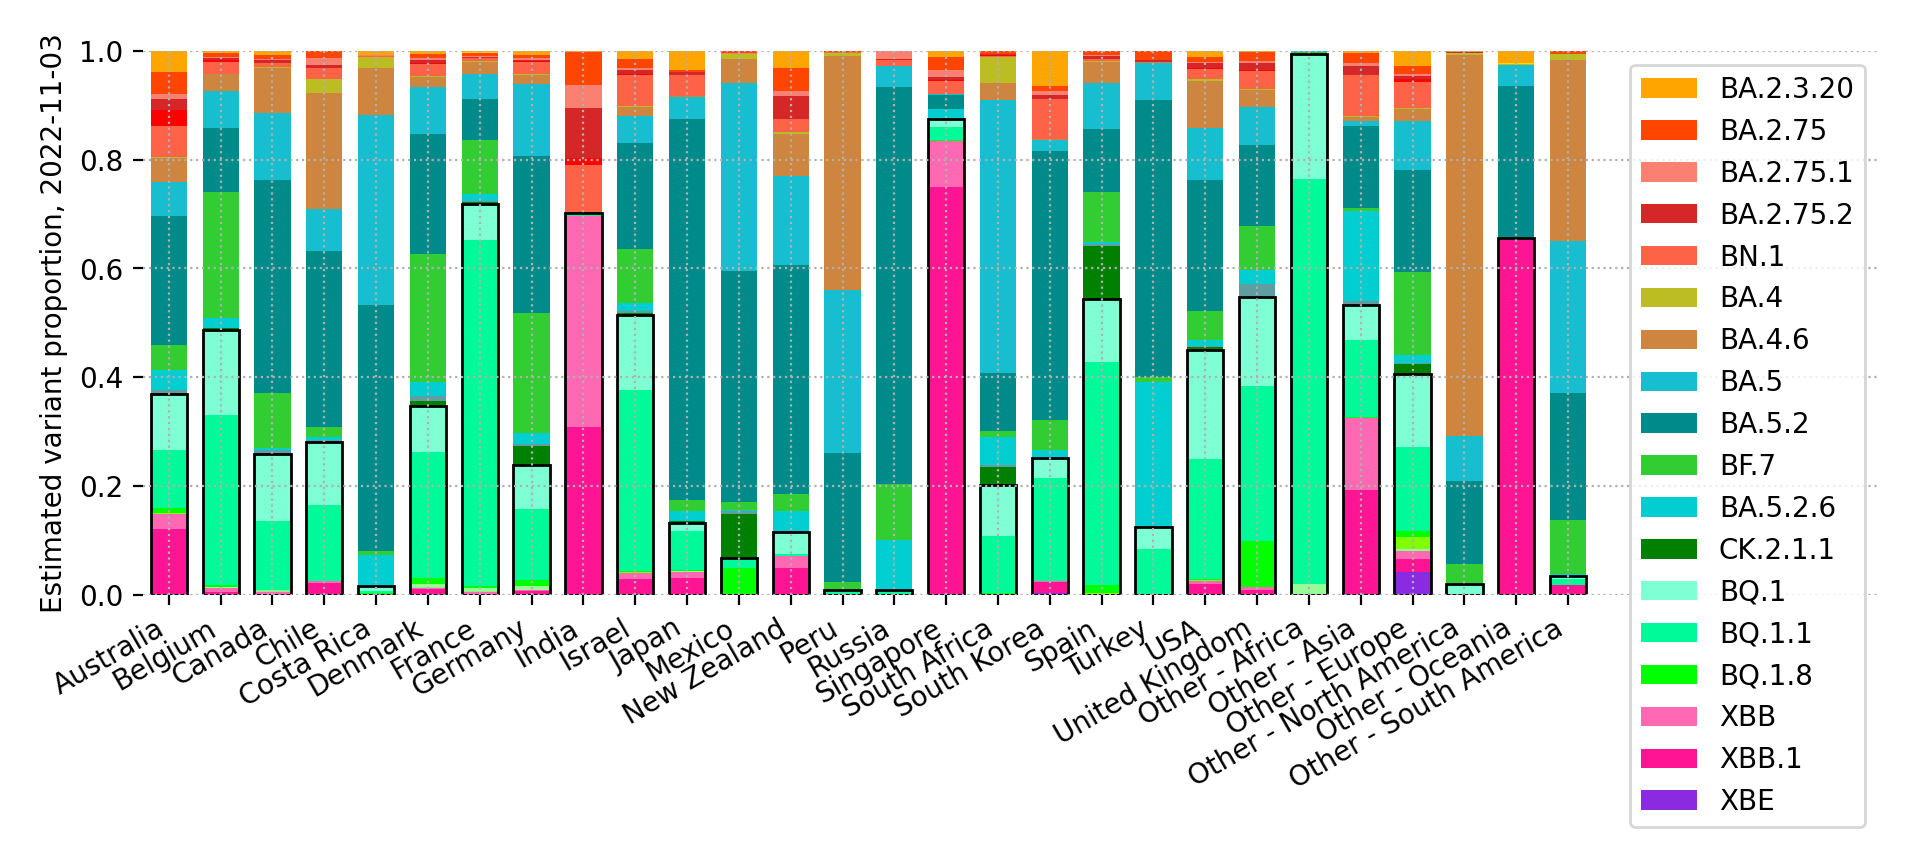 Estimated variant proportion, 2022-11-03
1.0
0.8
0.6
0.4
0.2
0.0
Australia
Belgium
Canada
Chile
Costa Rica
Denmark
France
Germany
India
Israel
Japan
Mexico
New Zealand
Peru
Russia
Singapore
South Africa
South Korea
Spain
Turkey
USA
United Kingdom
Other - Africa
Other - Asia
Other - Europe
Other - North America
Other - Oceania
Other - South America
BA.2.3.20
BA.2.75
BA.2.75.1
BA.2.75.2
BN.1
BA.4
BA.4.6
BA.5
BA.5.2
BF.7
BA.5.2.6
CK.2.1.1
BQ.1
BQ.1.1
BQ.1.8
XBB
XBB.1
XBE